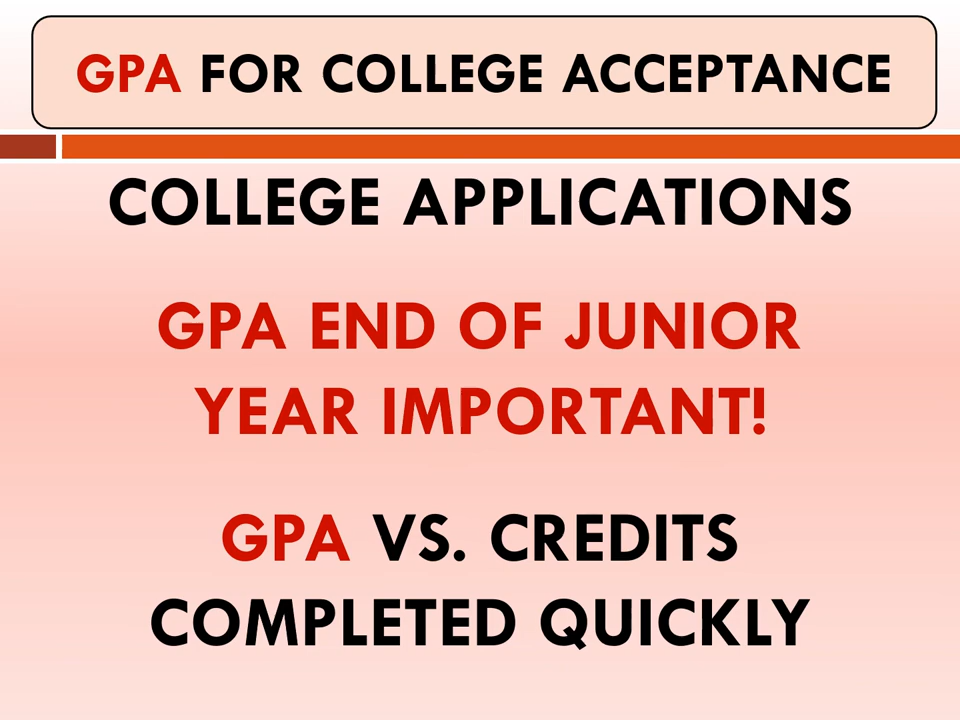 GPA FOR COLLEGE ACCEPTANCE
COLLEGE APPLICATIONS
GPA END OF JUNIOR
YEAR IMPORTANT!
GPA VS. CREDITS
COMPLETED QUICKLY